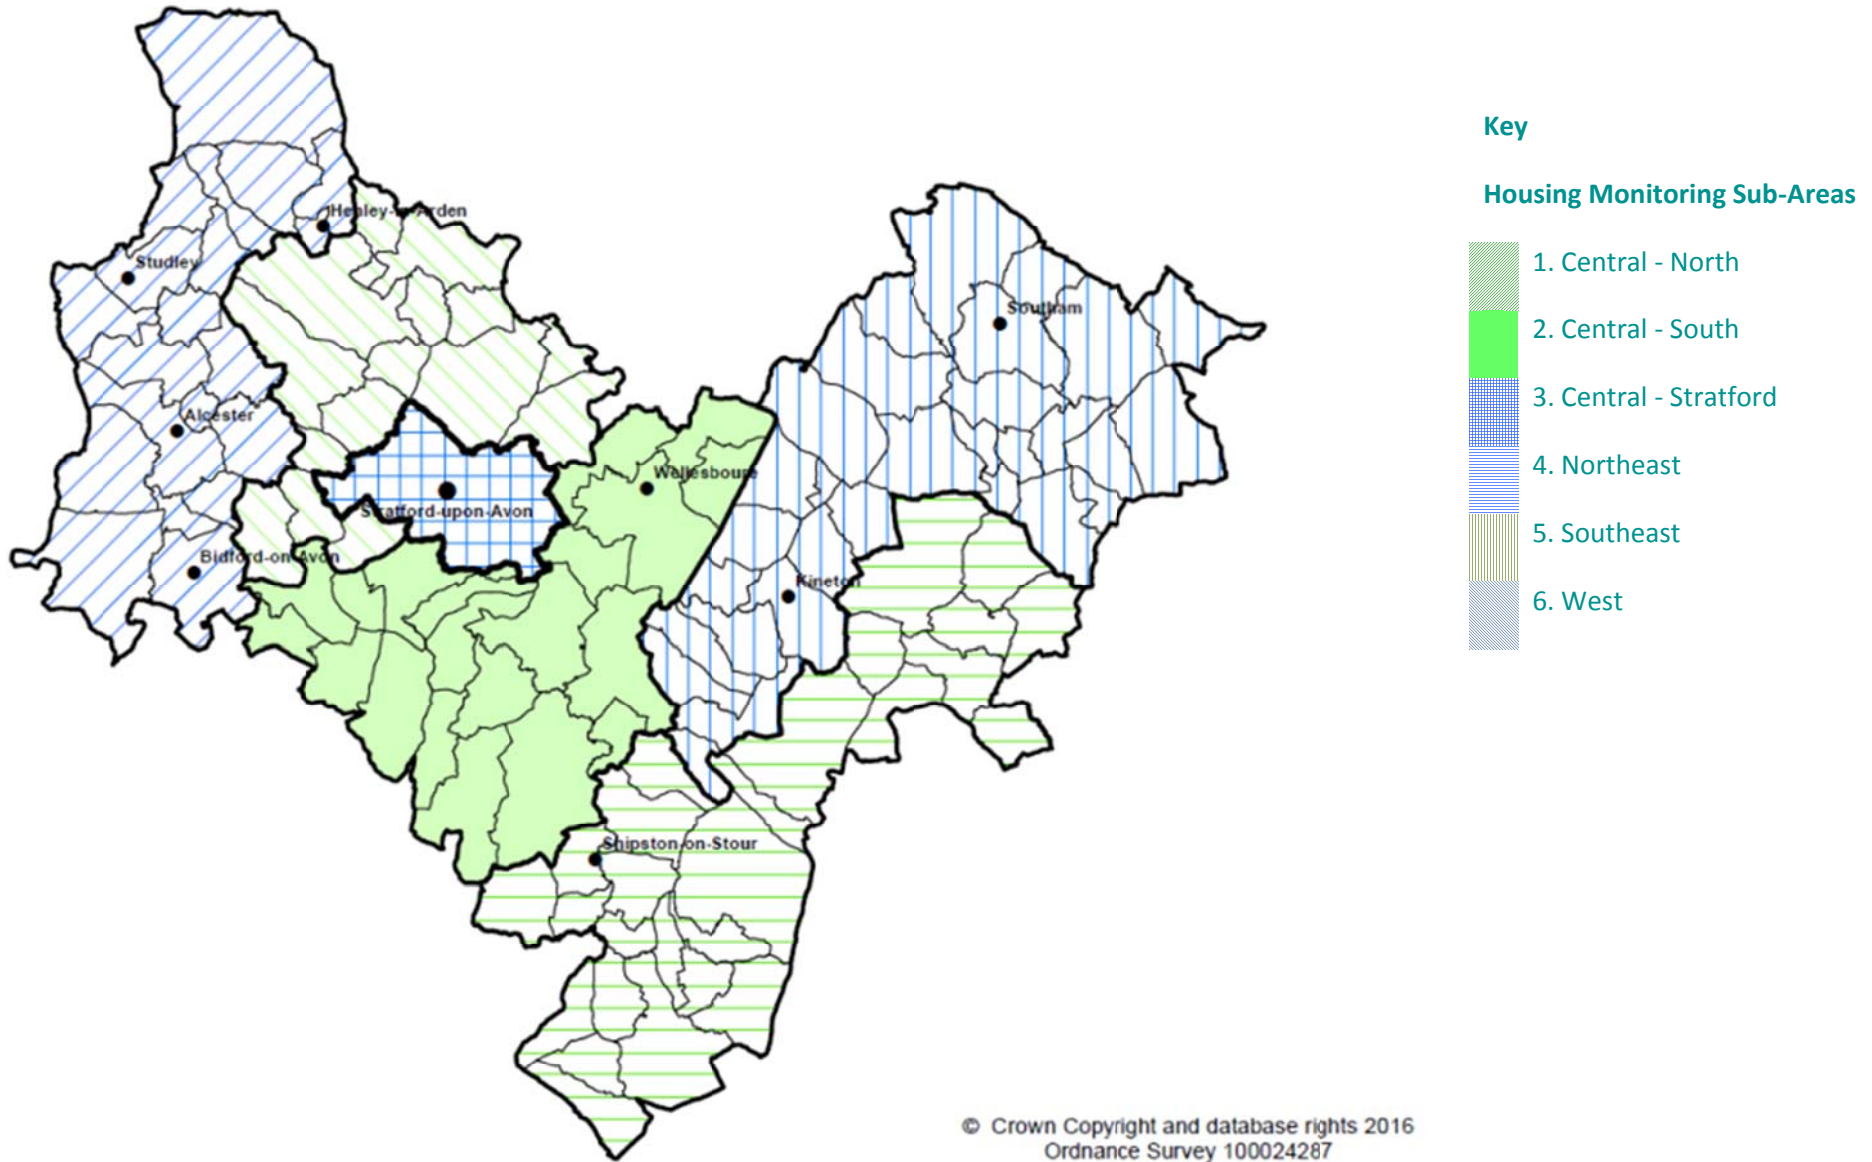 Key
Housing Monitoring Sub-Areas
1. Central - North
2. Central - South
3. Central - Stratford
4. Northeast
5. Southeast
6. West
Henley-in-Arden
Studley
Southam
Alcester
Wellesbourne
Stratford-upon-Avon
Bidford-on-Avon
Kineton
Shipston-on-Stour
© Crown Copyright and database rights 2016
Ordnance Survey 100024287